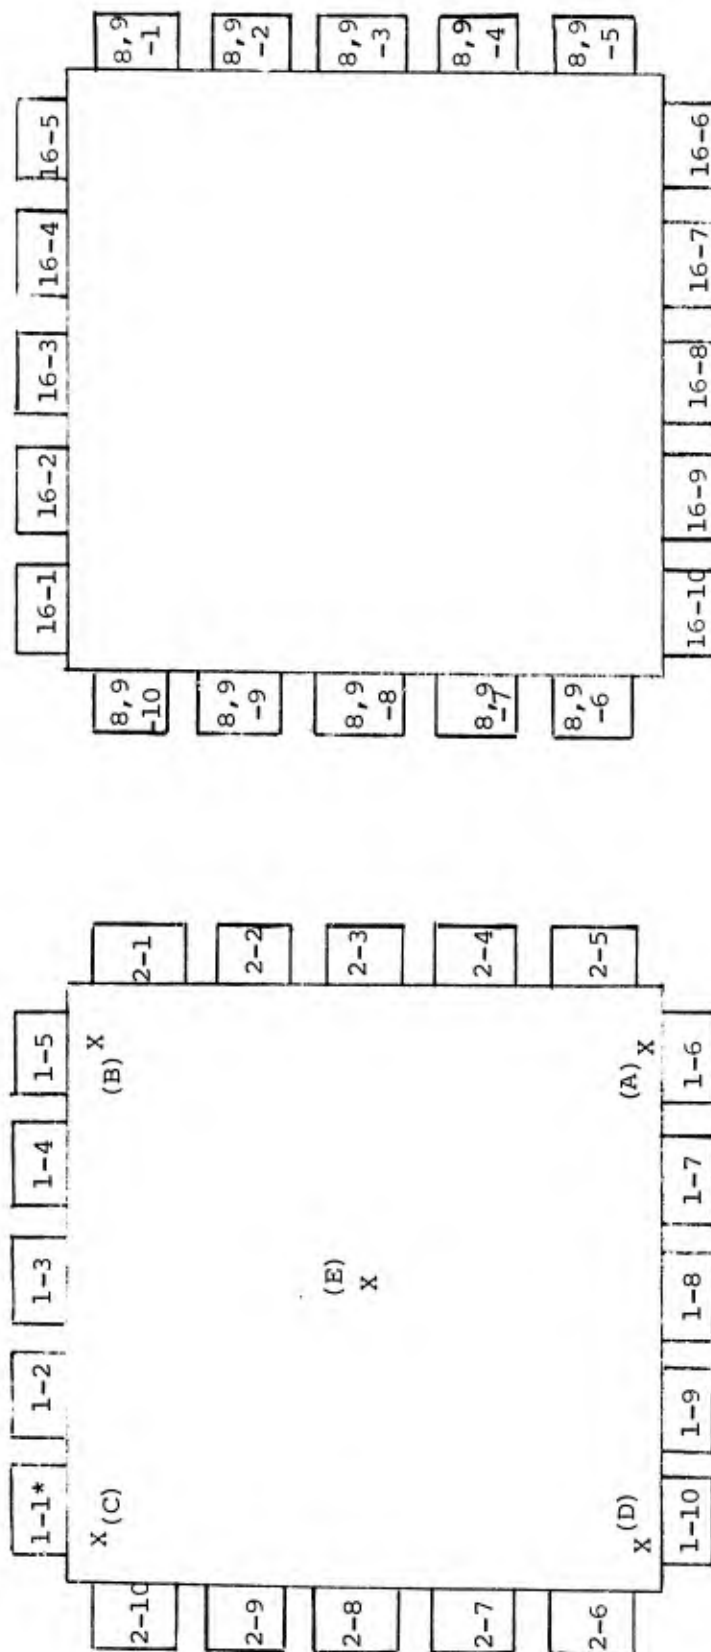 1-1* 1-2 1-3 1-4 1-5
2-10 X (C) (B) X 2-1
2-9 2-2
2-8 (E) X 2-3
2-7 2-4
2-6 X (D) (A) X 2-5
1-10 1-9 1-8 1-7 1-6
16-1 16-2 16-3 16-4 16-5
8,9 8,9
-10 -1
8,9 8,9
-9 -2
8,9 8,9
-8 -3
8,9 8,9
-7 -4
8,9 8,9
-6 -5
16-10 16-9 16-8 16-7 16-6